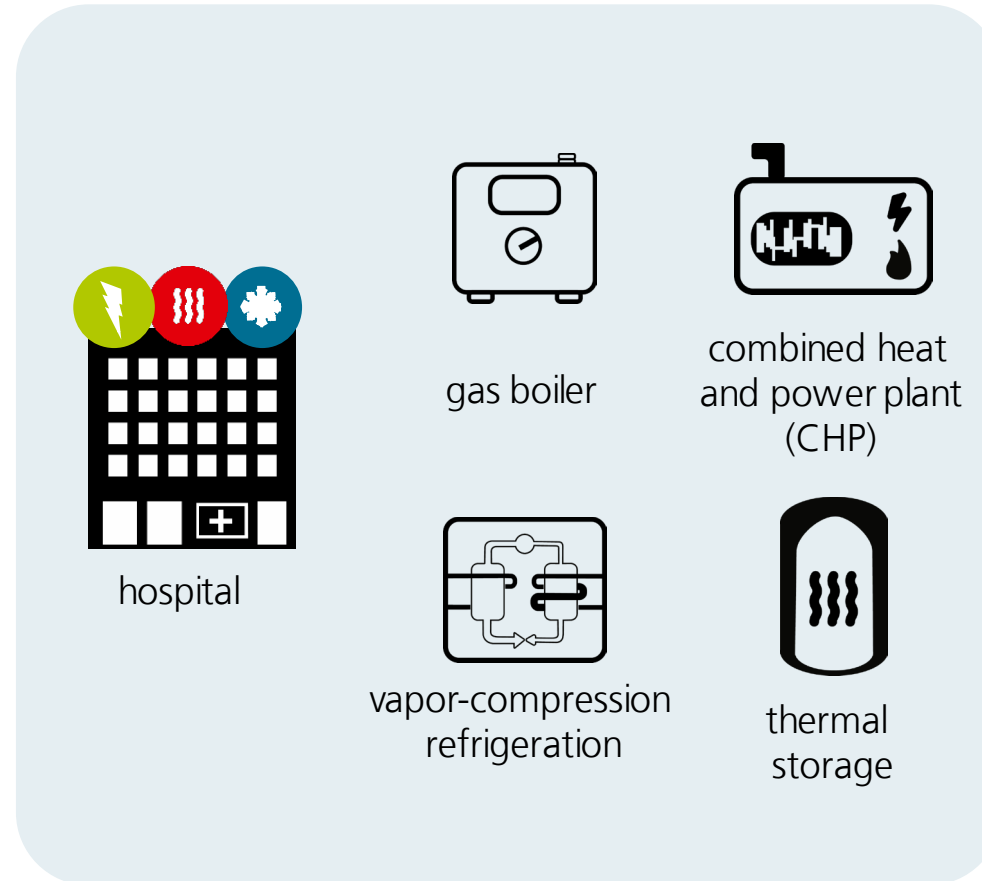 gas boiler
combined heat
and power plant
(CHP)
hospital
vapor-compression
refrigeration
thermal
storage